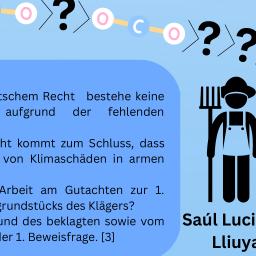 O ? O C O ? ?
tschem Recht bestehe keine
aufgrund der fehlenden
ht kommt zum Schluss, dass
von Klimaschäden in armen
Arbeit am Gutachten zur 1.
grundstücks des Klägers?
und des beklagten sowie vom
der 1. Beweisfrage. [3]
Saúl Luci
Lliuya